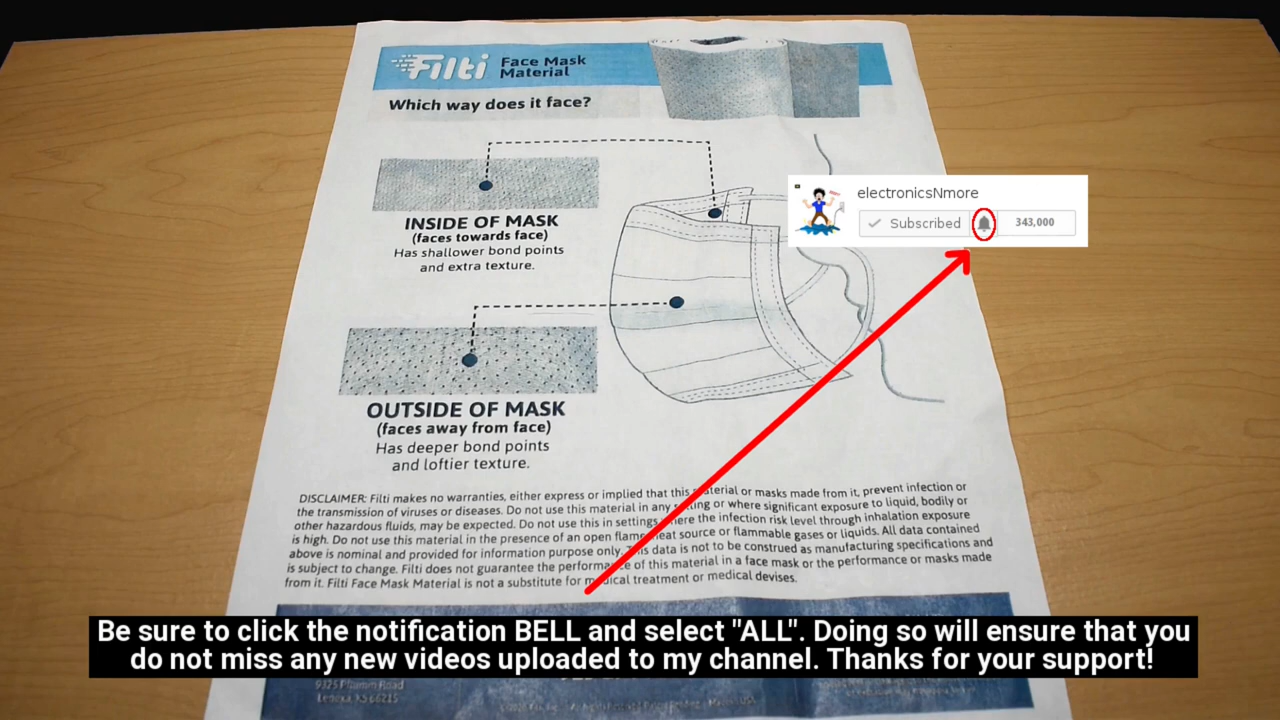 Filti Face Mask
Material
Which way does it face?
electronicsNmore
Subscribed
343,000
INSIDE OF MASK
(faces towards face)
Has shallower bond points
and extra texture.
OUTSIDE OF MASK
(faces away from face)
Has deeper bond points
and loftier texture.
DISCLAIMER: Filti makes no warranties, either express or implied that this material or masks made from it, prevent infection or
the transmission of viruses or diseases. Do not use this material in any setting or where significant exposure to liquid, bodily or
other hazardous fluids, may be expected. Do not use this in settings where the infection risk level through inhalation exposure
is high. Do not use this material in the presence of an open flame, heat source or flammable gases or liquids. All data contained
above is nominal and provided for information purpose only. This data is not to be construed as manufacturing specifications and
is subject to change. Filti does not guarantee the performance of this material in a face mask or the performance or masks made
from it. Filti Face Mask Material is not a substitute for medical treatment or medical devises.
Be sure to click the notification BELL and select "ALL". Doing so will ensure that you
do not miss any new videos uploaded to my channel. Thanks for your support!
9325 Pflumm Road
Lenexa, KS 66215